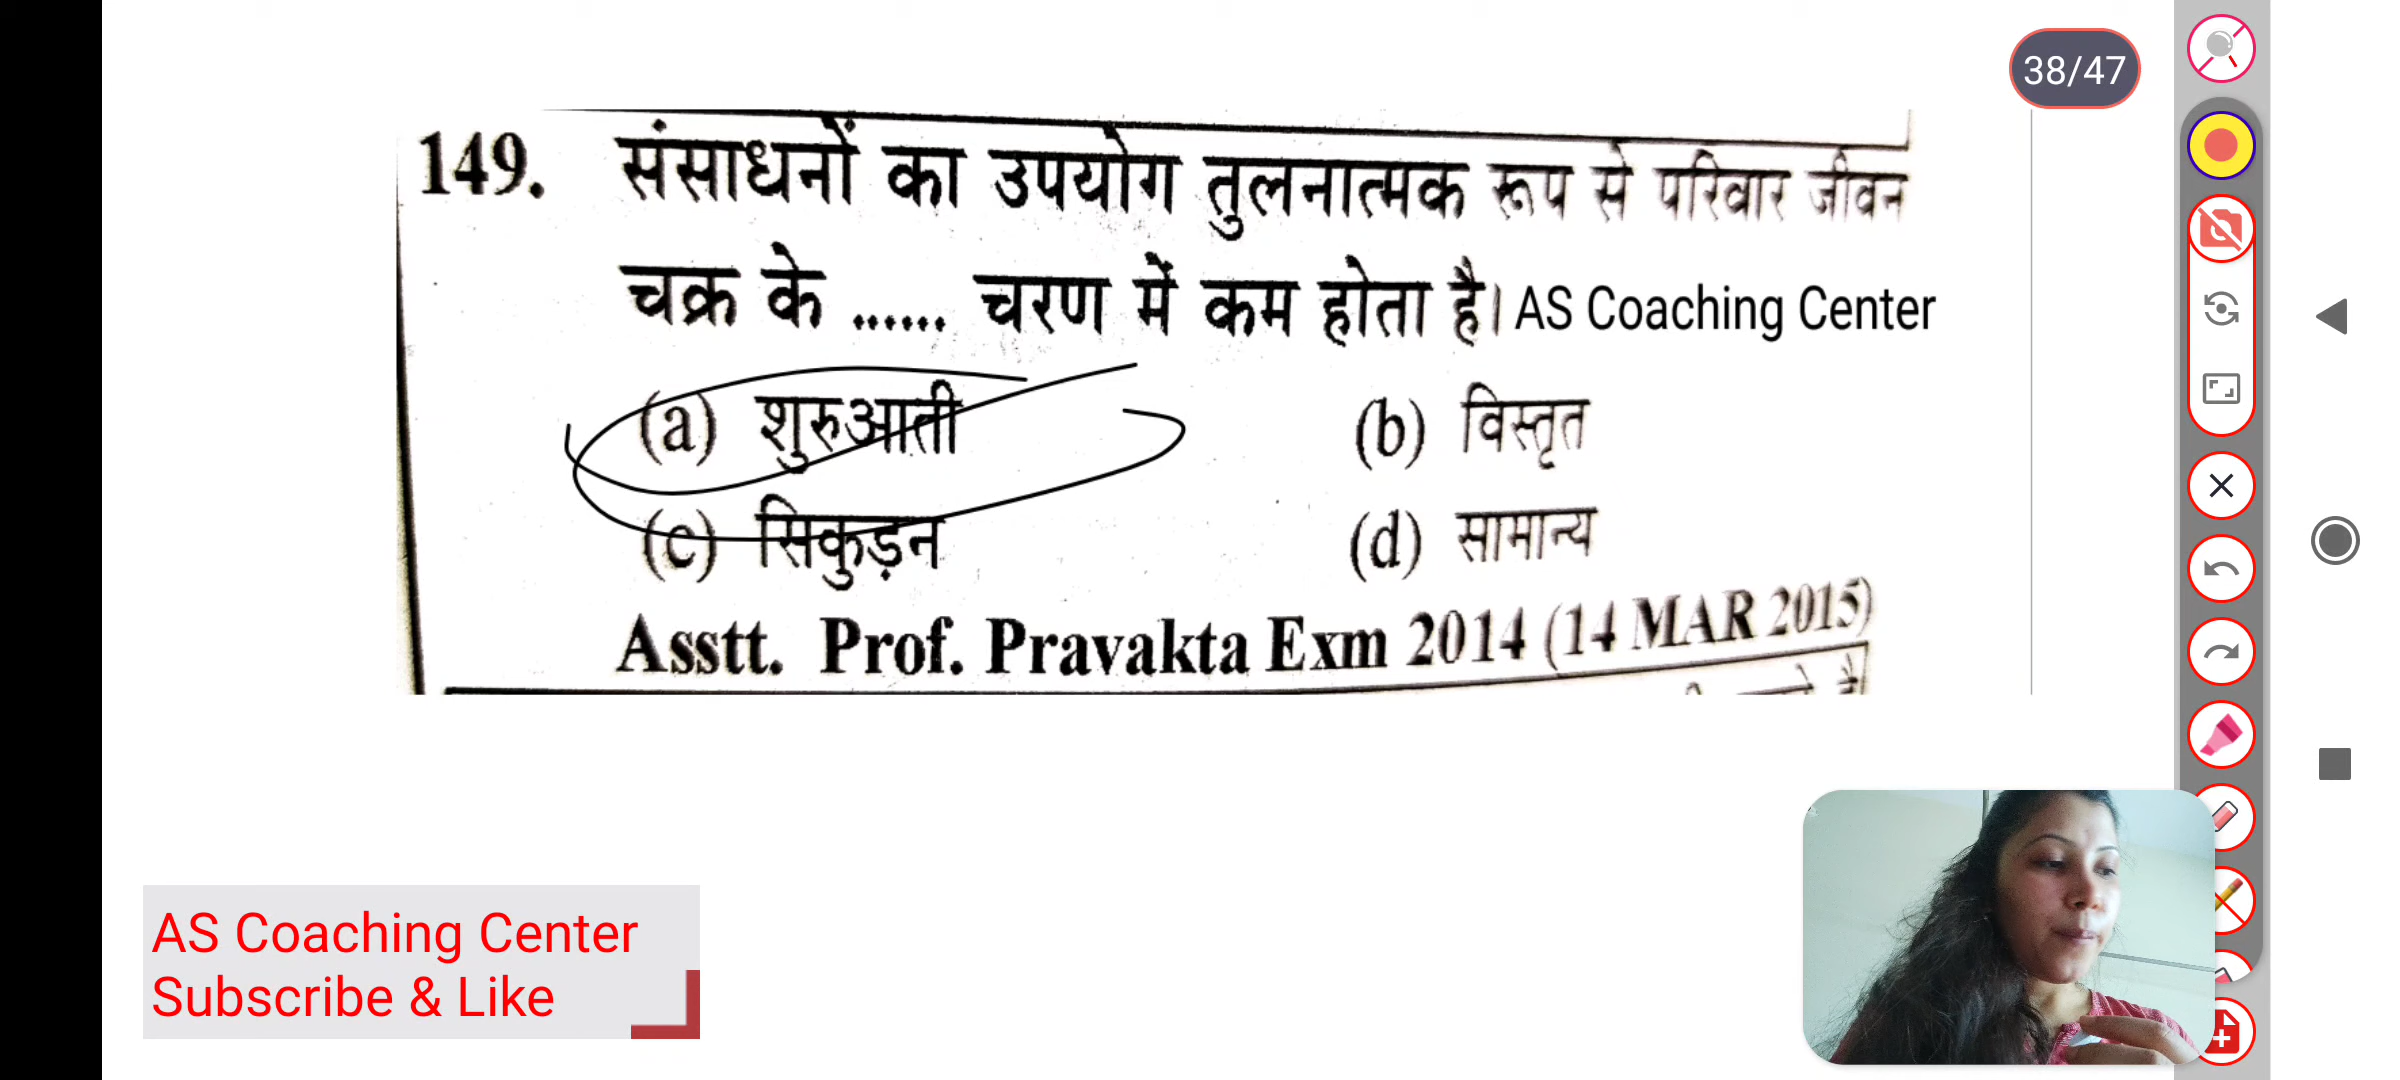 38/47
149. संसाधनों का उपयोग तुलनात्मक रूप से परिवार जीवन
चक्र के ...... चरण में कम होता है। AS Coaching Center
(a) शुरुआती (b) विस्तृत
(c) सिकुड़न (d) सामान्य
Asstt. Prof. Pravakta Exm 2014 (14 MAR 2015)
AS Coaching Center
Subscribe & Like